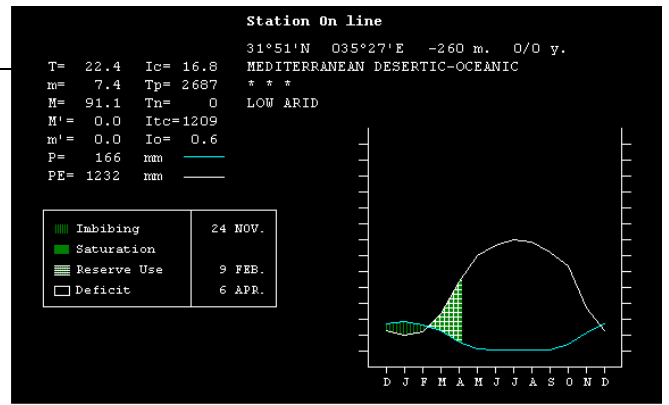 Station On line
31°51'N 035°27'E -260 m. 0/0 y.
T= 22.4 Ic= 16.8 MEDITERRANEAN DESERTIC-OCEANIC
m= 7.4 Tp= 2687 * * *
M= 91.1 Tn= 0 LOW ARID
M'= 0.0 Itc=1209
m'= 0.0 Io= 0.6
P= 166 mm
PE= 1232 mm
Imbibing 24 NOV.
Saturation
Reserve Use 9 FEB.
Deficit 6 APR.
D J F M A M J J A S O N D